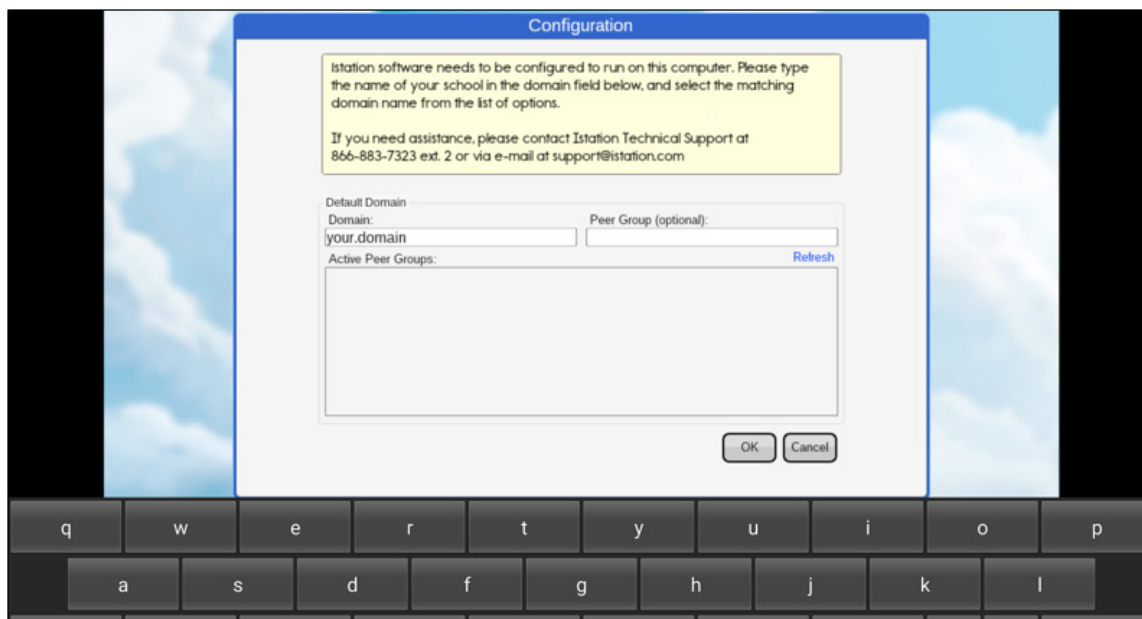 Configuration
Istation software needs to be configured to run on this computer. Please type
the name of your school in the domain field below, and select the matching
domain name from the list of options.
If you need assistance, please contact Istation Technical Support at
866-883-7323 ext. 2 or via e-mail at support@istation.com
Default Domain
Domain: Peer Group (optional):
your.domain
Active Peer Groups: Refresh
OK Cancel
q w e r t y u i o p
a s d f g h j k l